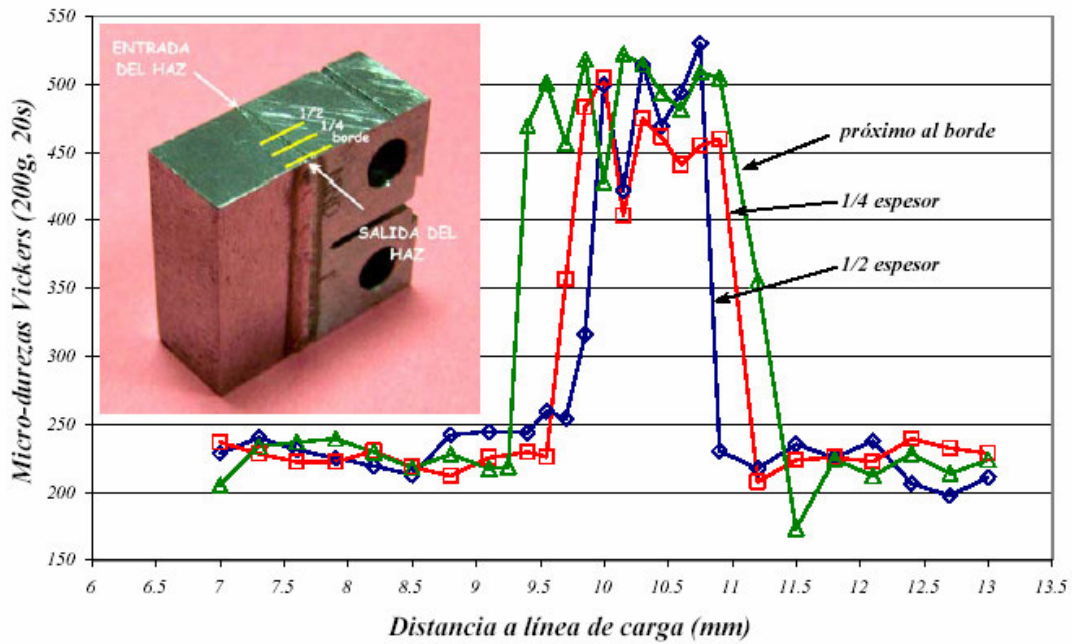 Micro-durezas Vickers (200g, 20s)
550
500
450
400
350
300
250
200
150
ENTRADA
DEL HAZ
1/2
1/4
borde
SALIDA DEL
HAZ
próximo al borde
1/4 espesor
1/2 espesor
6 6.5 7 7.5 8 8.5 9 9.5 10 10.5 11 11.5 12 12.5 13 13.5
Distancia a línea de carga (mm)